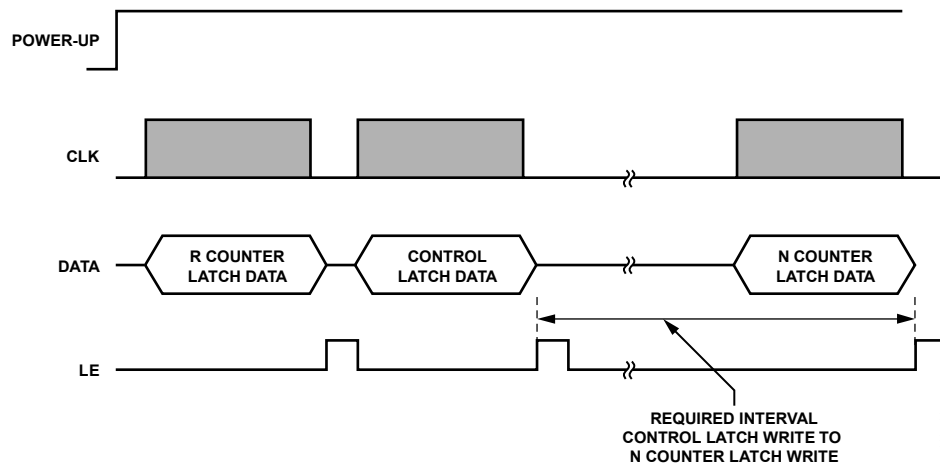 POWER-UP
CLK
DATA
R COUNTER
LATCH DATA
CONTROL
LATCH DATA
N COUNTER
LATCH DATA
LE
REQUIRED INTERVAL
CONTROL LATCH WRITE TO
N COUNTER LATCH WRITE